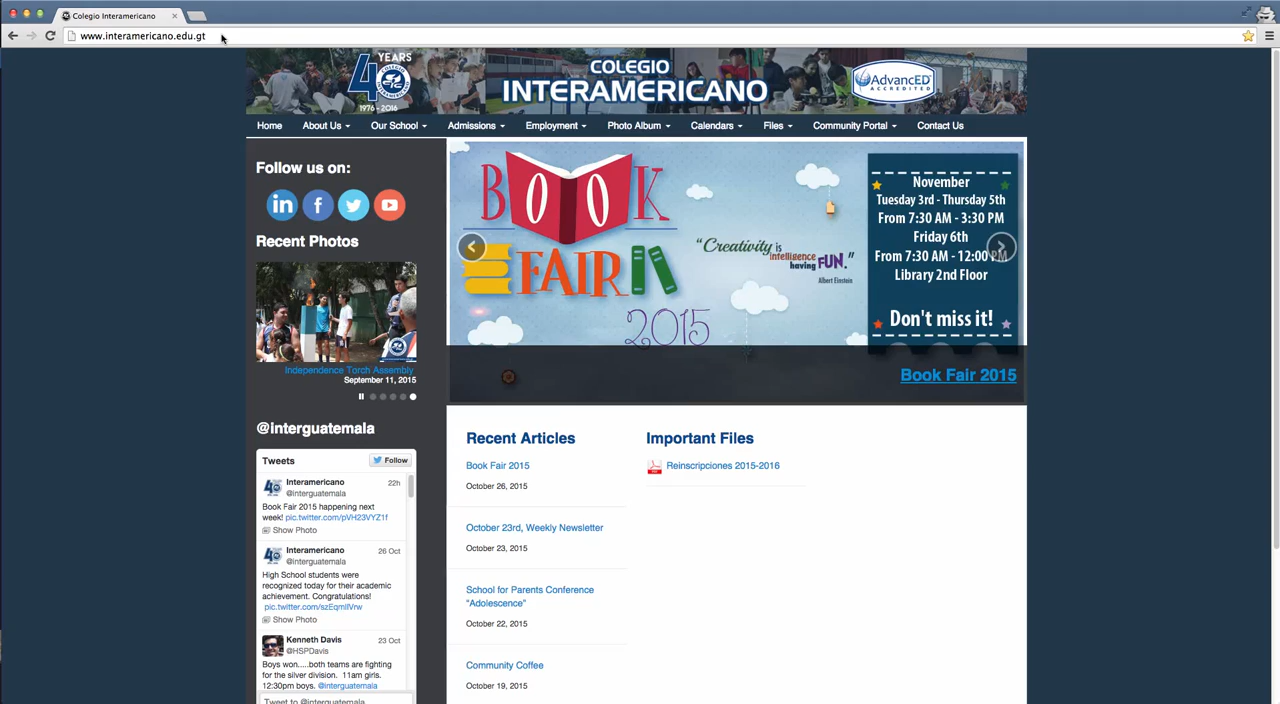 Colegio Interamericano
www.interamericano.edu.gt
40 YEARS
1976 - 2016
COLEGIO
INTERAMERICANO
AdvancED
ACCREDITED
Home About Us Our School Admissions Employment Photo Album Calendars Files Community Portal Contact Us
Follow us on:
Recent Photos
Independence Torch Assembly
September 11, 2015
@interguatemala
Tweets Follow
Interamericano 22h
@interguatemala
Book Fair 2015 happening next
week! pic.twitter.com/pVH23VYZ1f
Show Photo
Interamericano 26 Oct
@interguatemala
High School students were
recognized today for their academic
achievement. Congratulations!
pic.twitter.com/szEqmIlVrw
Show Photo
Kenneth Davis 23 Oct
@HSPDavis
Boys won.....both teams are fighting
for the silver division. 11am girls.
12:30pm boys. @interguatemala
Tweet to @interguatemala
BOOK
FAIR
2015
"Creativity is
intelligence
having FUN."
Albert Einstein
November
Tuesday 3rd - Thursday 5th
From 7:30 AM - 3:30 PM
Friday 6th
From 7:30 AM - 12:00 PM
Library 2nd Floor
Don't miss it!
Book Fair 2015
Recent Articles
Book Fair 2015
October 26, 2015
October 23rd, Weekly Newsletter
October 23, 2015
School for Parents Conference
"Adolescence"
October 22, 2015
Community Coffee
October 19, 2015
Important Files
Reinscripciones 2015-2016